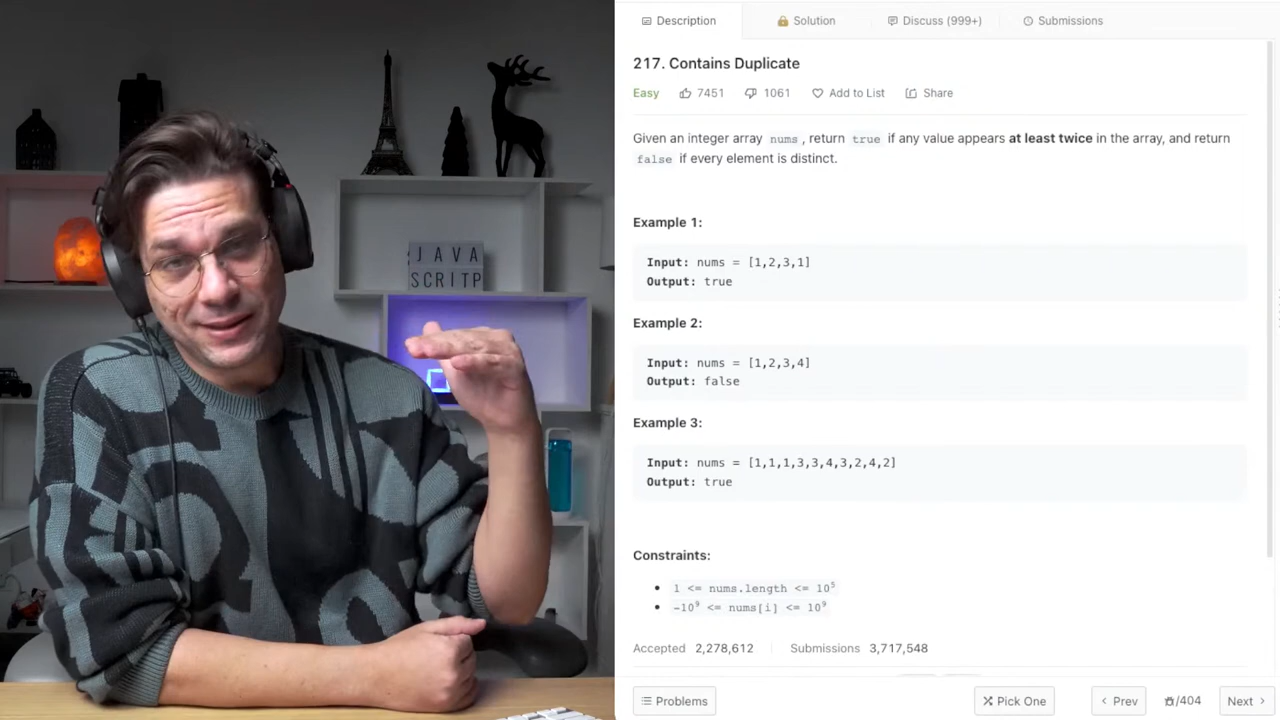 JAVA
SCRITP
Description
Solution
Discuss (999+)
Submissions
217. Contains Duplicate
Easy 7451 1061 Add to List Share
Given an integer array nums, return true if any value appears at least twice in the array, and return
false if every element is distinct.
Example 1:
Input: nums = [1,2,3,1]
Output: true
Example 2:
Input: nums = [1,2,3,4]
Output: false
Example 3:
Input: nums = [1,1,1,3,3,4,3,2,4,2]
Output: true
Constraints:
1 <= nums.length <= 10⁵
-10⁹ <= nums[i] <= 10⁹
Accepted 2,278,612 Submissions 3,717,548
Problems Pick One Prev /404 Next